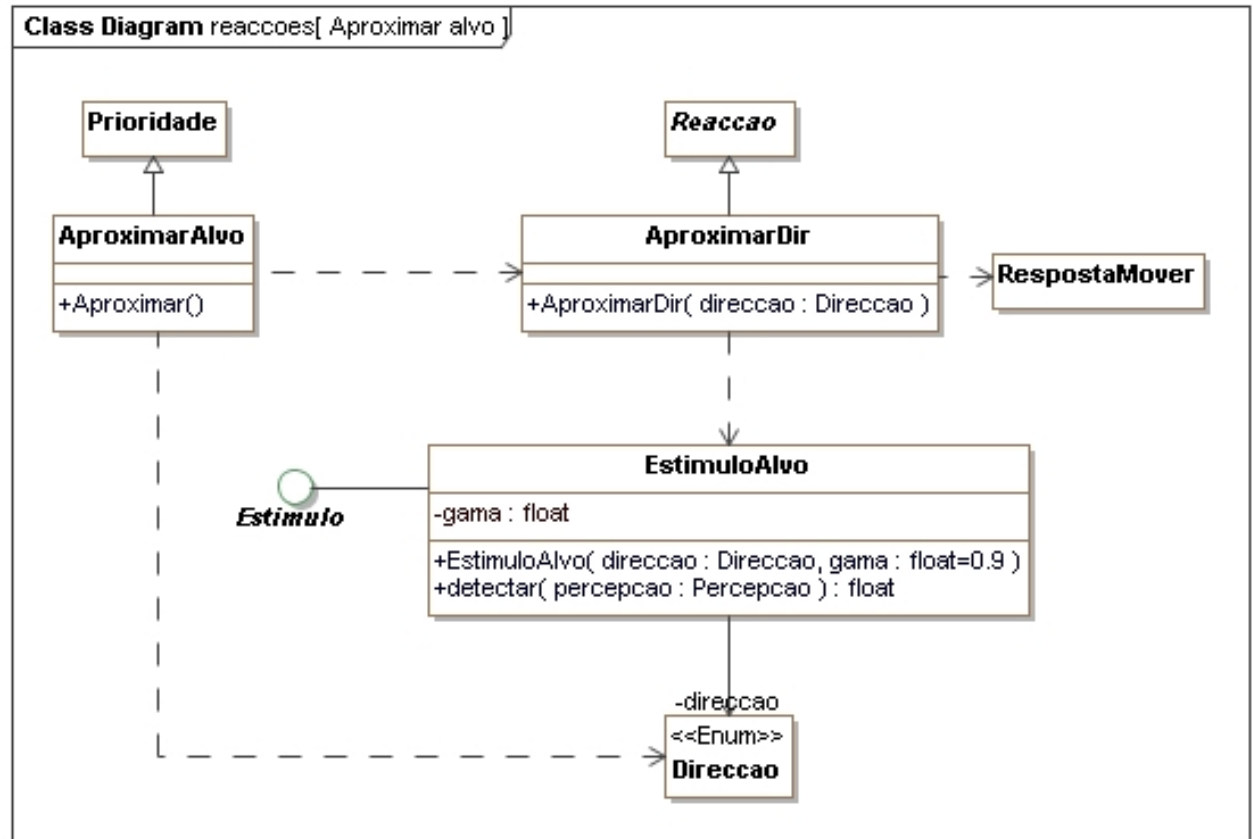 Class Diagram reaccoes[ Aproximar alvo ]
Prioridade
Reaccao
AproximarAlvo
+Aproximar()
AproximarDir
+AproximarDir( direccao : Direccao )
RespostaMover
Estimulo
EstimuloAlvo
-gama : float
+EstimuloAlvo( direccao : Direccao, gama : float=0.9 )
+detectar( percepcao : Percepcao ) : float
-direccao
<<Enum>>
Direccao